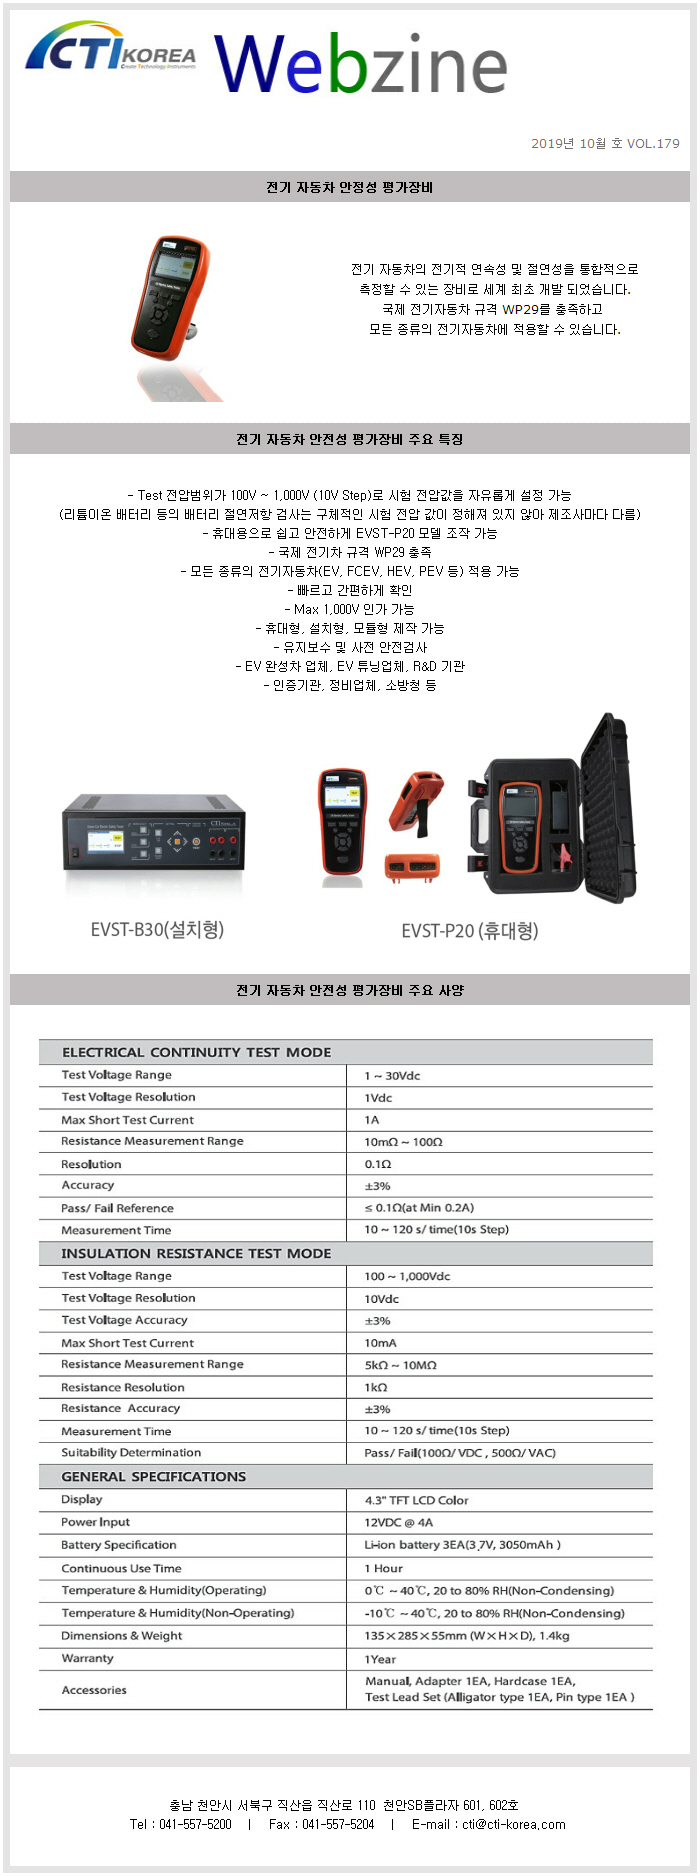 CTI KOREA
Create Technology Instruments
Webzine
2019년 10월 호 VOL.179
전기 자동차 안정성 평가장비
전기 자동차의 전기적 연속성 및 절연성을 통합적으로
측정할 수 있는 장비로 세계 최초 개발 되었습니다.
국제 전기자동차 규격 WP29를 충족하고
모든 종류의 전기자동차에 적용할 수 있습니다.
전기 자동차 안전성 평가장비 주요 특징
- Test 전압범위가 100V ~ 1,000V (10V Step)로 시험 전압값을 자유롭게 설정 가능
(리튬이온 배터리 등의 배터리 절연저항 검사는 구체적인 시험 전압 값이 정해져 있지 않아 제조사마다 다름)
- 휴대용으로 쉽고 안전하게 EVST-P20 모델 조작 가능
- 국제 전기차 규격 WP29 충족
- 모든 종류의 전기자동차(EV, FCEV, HEV, PEV 등) 적용 가능
- 빠르고 간편하게 확인
- Max 1,000V 인가 가능
- 휴대형, 설치형, 모듈형 제작 가능
- 유지보수 및 사전 안전검사
- EV 완성차 업체, EV 튜닝업체, R&D 기관
- 인증기관, 정비업체, 소방청 등
CTI
EVST-B30(설치형)
EVST-P20 (휴대형)
전기 자동차 안전성 평가장비 주요 사양
ELECTRICAL CONTINUITY TEST MODE
Test Voltage Range 1 ~ 30Vdc
Test Voltage Resolution 1Vdc
Max Short Test Current 1A
Resistance Measurement Range 10mΩ ~ 100Ω
Resolution 0.1Ω
Accuracy ±3%
Pass/ Fail Reference ≤ 0.1Ω(at Min 0.2A)
Measurement Time 10 ~ 120 s/ time(10s Step)
INSULATION RESISTANCE TEST MODE
Test Voltage Range 100 ~ 1,000Vdc
Test Voltage Resolution 10Vdc
Test Voltage Accuracy ±3%
Max Short Test Current 10mA
Resistance Measurement Range 5kΩ ~ 10MΩ
Resistance Resolution 1kΩ
Resistance Accuracy ±3%
Measurement Time 10 ~ 120 s/ time(10s Step)
Suitability Determination Pass/ Fail(100Ω/ VDC , 500Ω/ VAC)
GENERAL SPECIFICATIONS
Display 4.3" TFT LCD Color
Power Input 12VDC @ 4A
Battery Specification Li-ion battery 3EA(3.7V, 3050mAh )
Continuous Use Time 1 Hour
Temperature & Humidity(Operating) 0℃ ~ 40℃, 20 to 80% RH(Non-Condensing)
Temperature & Humidity(Non-Operating) -10℃ ~ 40℃, 20 to 80% RH(Non-Condensing)
Dimensions & Weight 135×285×55mm (W×H×D), 1.4kg
Warranty 1Year
Accessories Manual, Adapter 1EA, Hardcase 1EA,
Test Lead Set (Alligator type 1EA, Pin type 1EA )
충남 천안시 서북구 직산읍 직산로 110 천안SB플라자 601, 602호
Tel : 041-557-5200 | Fax : 041-557-5204 | E-mail : cti@cti-korea.com